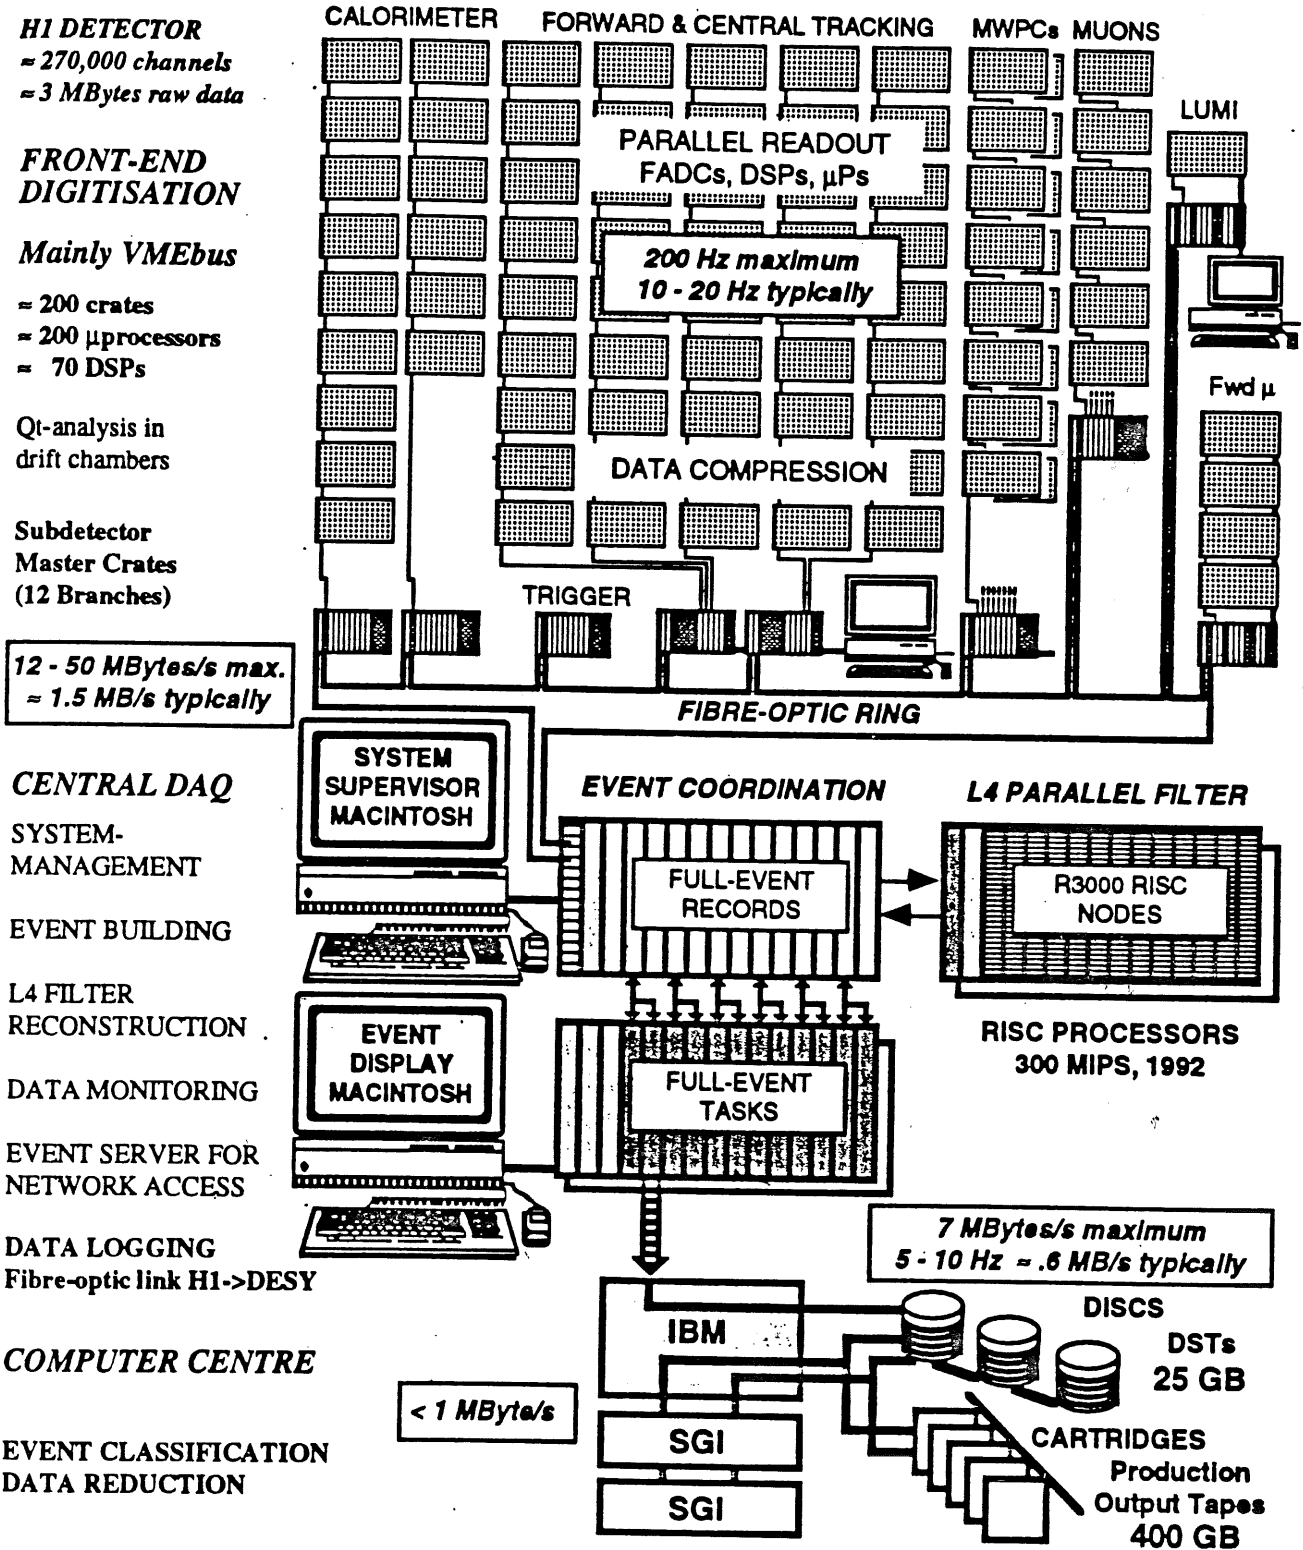 H1 DETECTOR
≈ 270,000 channels
≈ 3 MBytes raw data
FRONT-END
DIGITISATION
Mainly VMEbus
≈ 200 crates
≈ 200 μprocessors
≈ 70 DSPs
Qt-analysis in
drift chambers
Subdetector
Master Crates
(12 Branches)
12 - 50 MBytes/s max.
≈ 1.5 MB/s typically
CENTRAL DAQ
SYSTEM-
MANAGEMENT
EVENT BUILDING
L4 FILTER
RECONSTRUCTION
DATA MONITORING
EVENT SERVER FOR
NETWORK ACCESS
DATA LOGGING
Fibre-optic link H1->DESY
COMPUTER CENTRE
EVENT CLASSIFICATION
DATA REDUCTION
CALORIMETER
FORWARD & CENTRAL TRACKING
MWPCs
MUONS
LUMI
PARALLEL READOUT
FADCs, DSPs, μPs
200 Hz maximum
10 - 20 Hz typically
Fwd μ
DATA COMPRESSION
TRIGGER
FIBRE-OPTIC RING
SYSTEM
SUPERVISOR
MACINTOSH
EVENT COORDINATION
L4 PARALLEL FILTER
FULL-EVENT
RECORDS
R3000 RISC
NODES
RISC PROCESSORS
300 MIPS, 1992
EVENT
DISPLAY
MACINTOSH
FULL-EVENT
TASKS
7 MBytes/s maximum
5 - 10 Hz ≈ .6 MB/s typically
IBM
DISCS
DSTs
25 GB
< 1 MByte/s
SGI
SGI
CARTRIDGES
Production
Output Tapes
400 GB